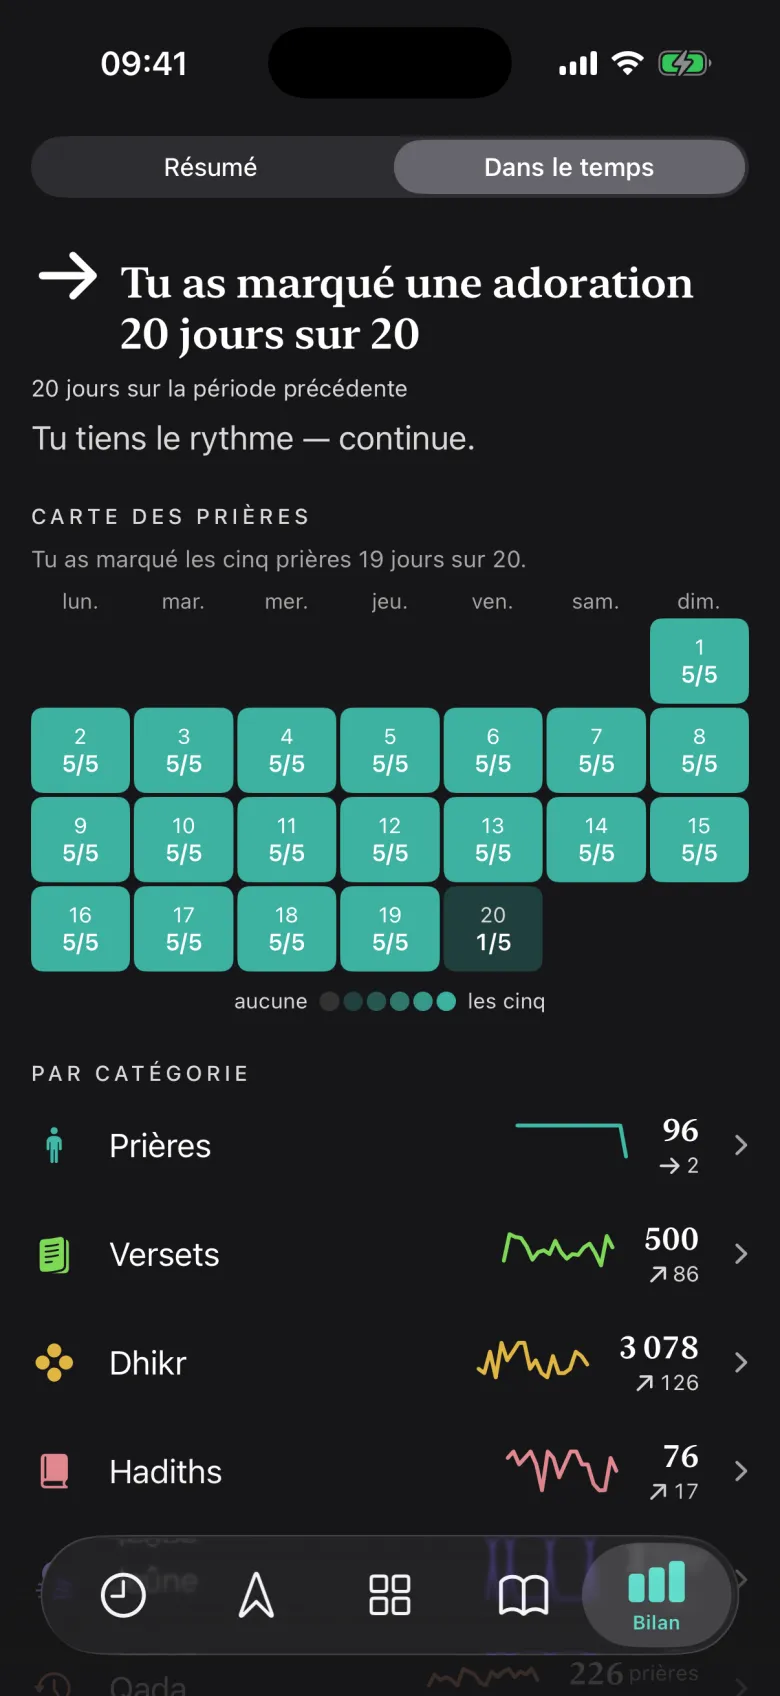 09:41
Résumé
Dans le temps
Tu as marqué une adoration
20 jours sur 20
20 jours sur la période précédente
Tu tiens le rythme — continue.
CARTE DES PRIÈRES
Tu as marqué les cinq prières 19 jours sur 20.
lun. mar. mer. jeu. ven. sam. dim.
1
5/5
2 3 4 5 6 7 8
5/5 5/5 5/5 5/5 5/5 5/5 5/5
9 10 11 12 13 14 15
5/5 5/5 5/5 5/5 5/5 5/5 5/5
16 17 18 19 20
5/5 5/5 5/5 5/5 1/5
aucune les cinq
PAR CATÉGORIE
Prières 96
→ 2
Versets 500
↗ 86
Dhikr 3 078
↗ 126
Hadiths 76
↗ 17
Bilan
Qada 226 prières